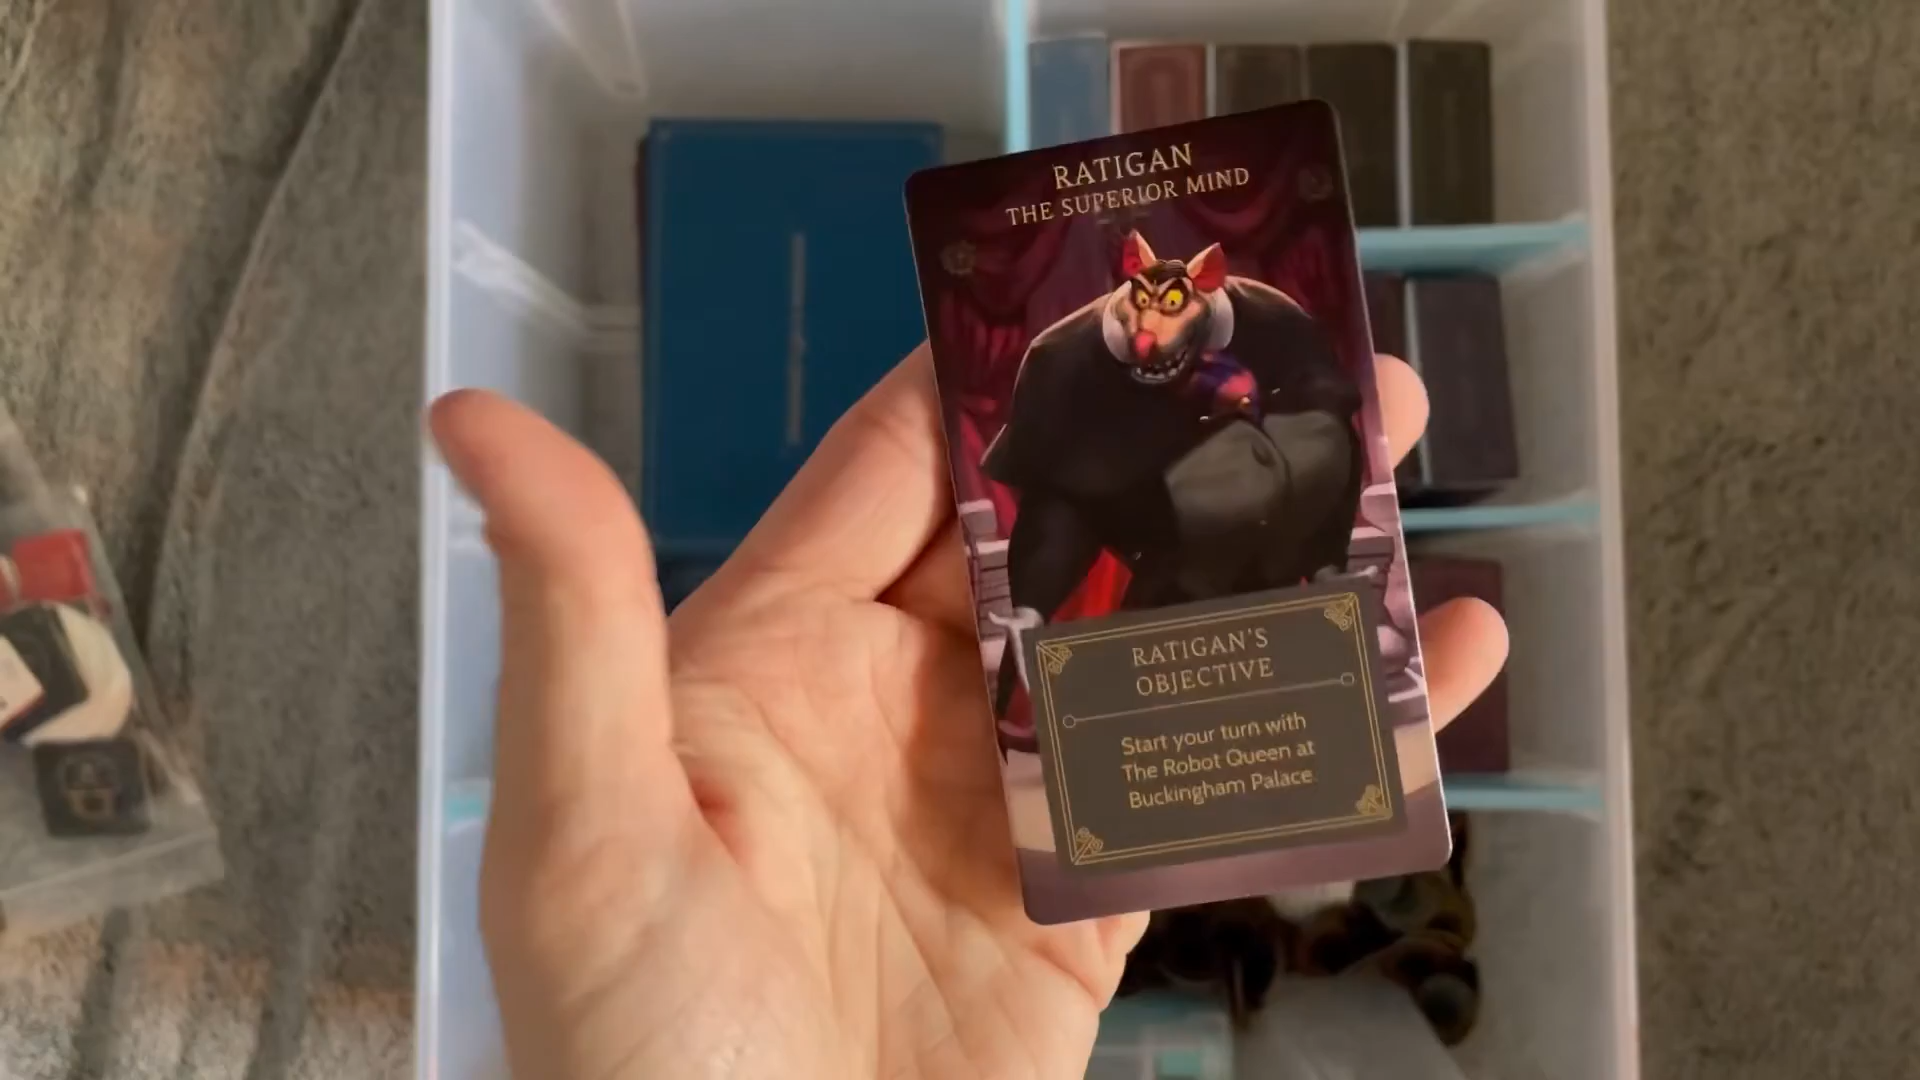 RATIGAN
THE SUPERIOR MIND
RATIGAN'S
OBJECTIVE
Start your turn with
The Robot Queen at
Buckingham Palace.